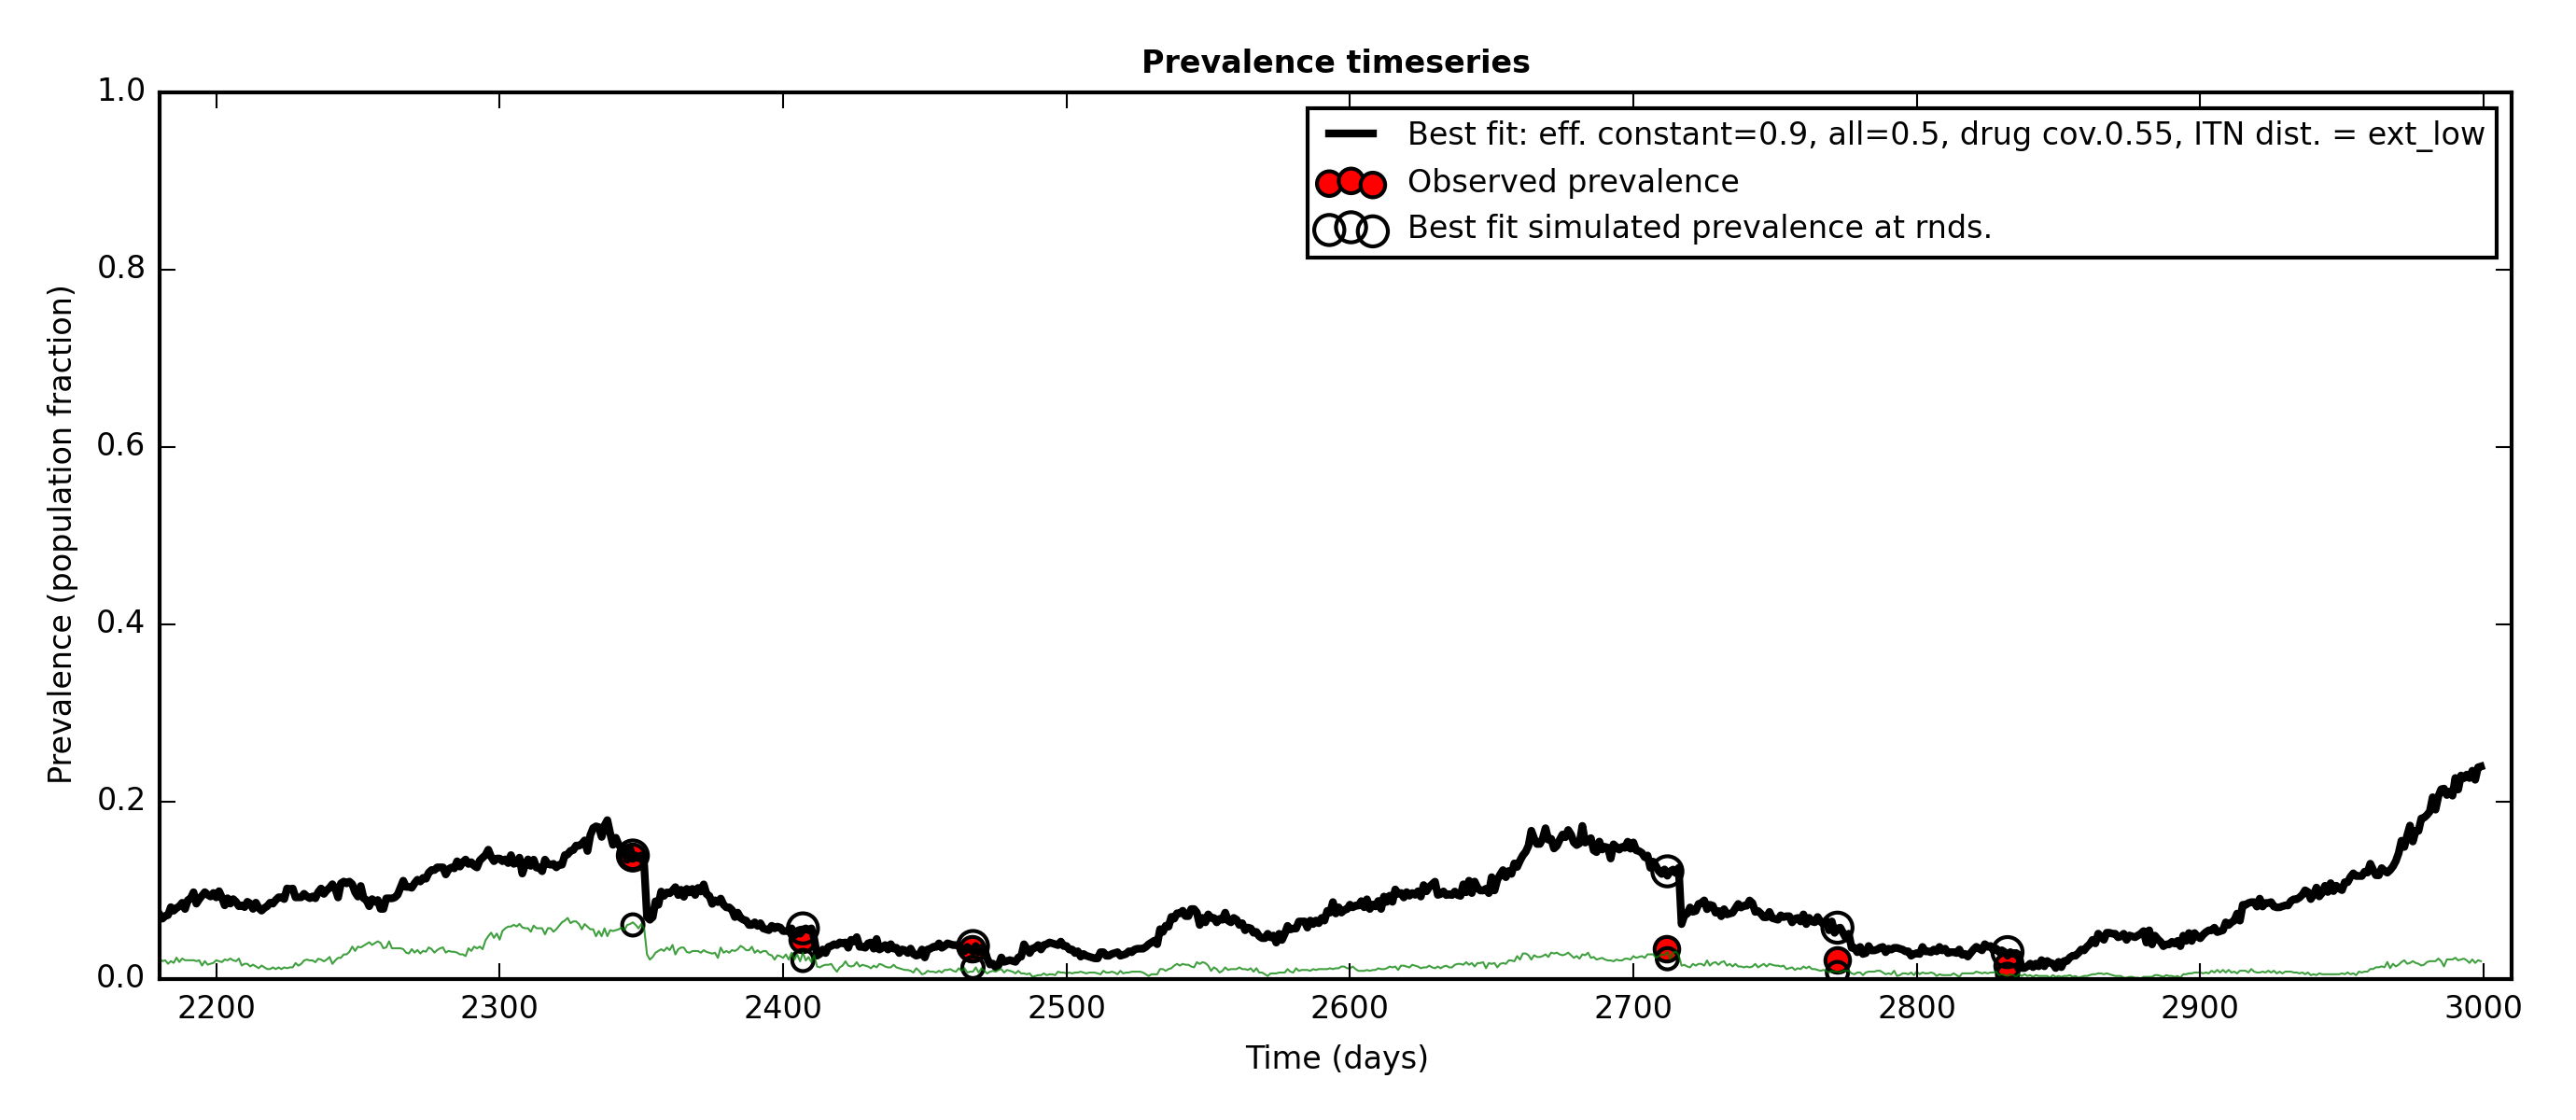 Prevalence timeseries
1.0
0.8
0.6
0.4
0.2
0.0
Prevalence (population fraction)
Best fit: eff. constant=0.9, all=0.5, drug cov.0.55, ITN dist. = ext_low
Observed prevalence
Best fit simulated prevalence at rnds.
2200 2300 2400 2500 2600 2700 2800 2900 3000
Time (days)